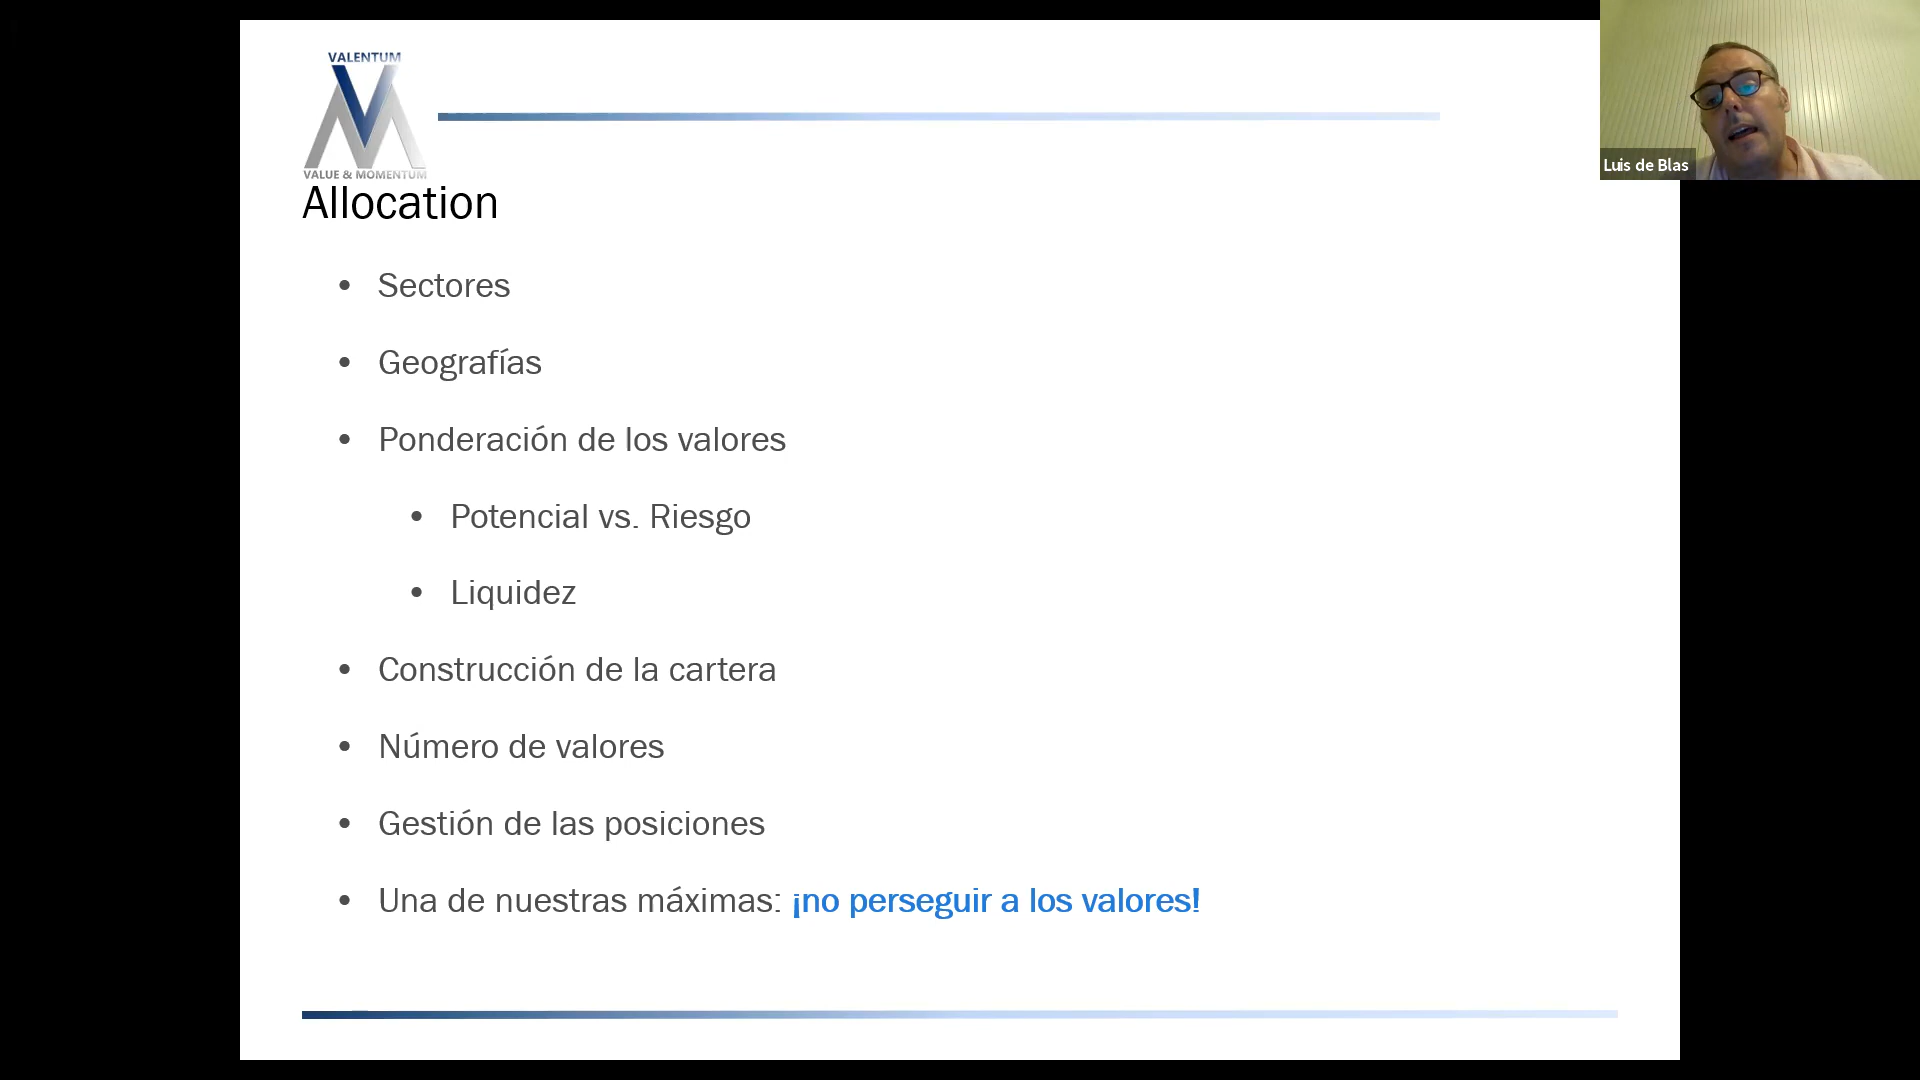 VALENTUM
VALUE & MOMENTUM
Luis de Blas
Allocation
• Sectores
• Geografías
• Ponderación de los valores
• Potencial vs. Riesgo
• Liquidez
• Construcción de la cartera
• Número de valores
• Gestión de las posiciones
• Una de nuestras máximas: ¡no perseguir a los valores!